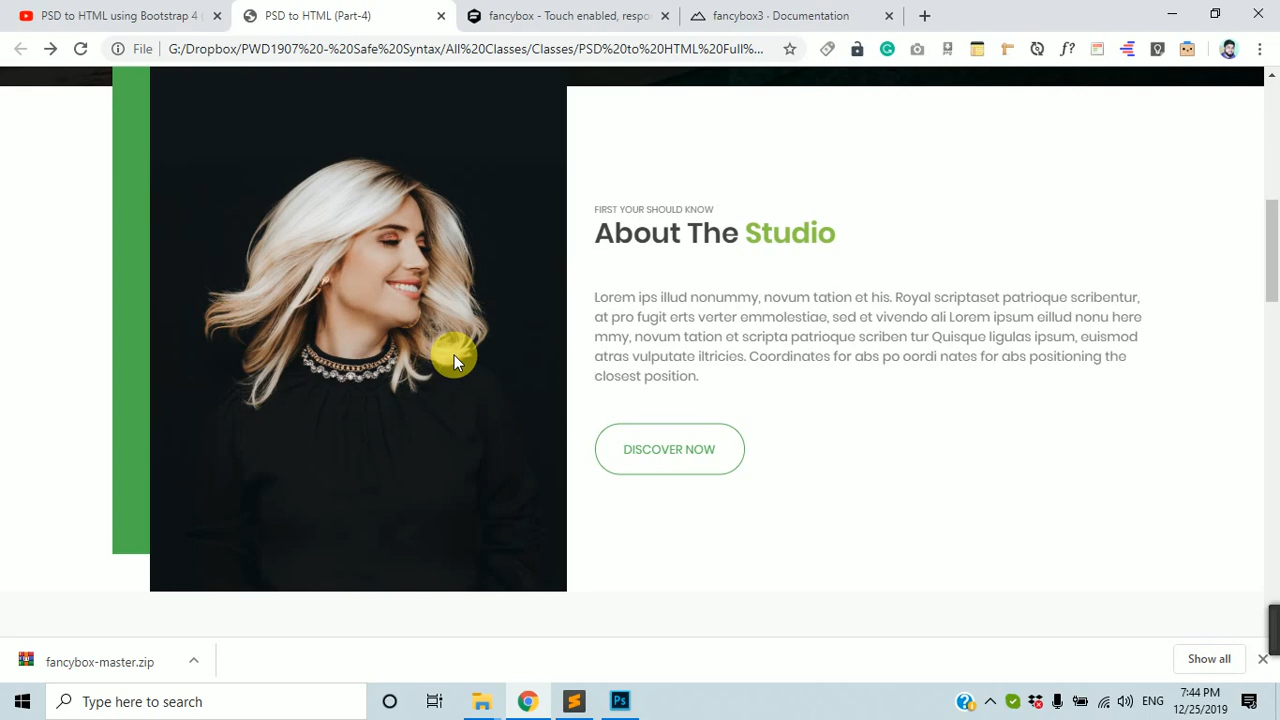 PSD to HTML using Bootstrap 4 (
PSD to HTML (Part-4)
fancybox - Touch enabled, respo
fancybox3 · Documentation
File
G:/Dropbox/PWD1907%20-%20Safe%20Synex/All%20Classes/Classes/PSD%20to%20HTML%20Full%...
f?
FIRST YOUR SHOULD KNOW
About The Studio
Lorem ips illud nonummy, novum tation et his. Royal scriptaset patrioque scribentur,
at pro fugit erts verter emmolestiae, sed et vivendo ali Lorem ipsum eillud nonu here
mmy, novum tation et scripta patrioque scriben tur Quisque ligulas ipsum, euismod
atras vulputate iltricies. Coordinates for abs po oordi nates for abs positioning the
closest position.
DISCOVER NOW
fancybox-master.zip
Show all
Type here to search
Ps
ENG
7:44 PM
12/25/2019